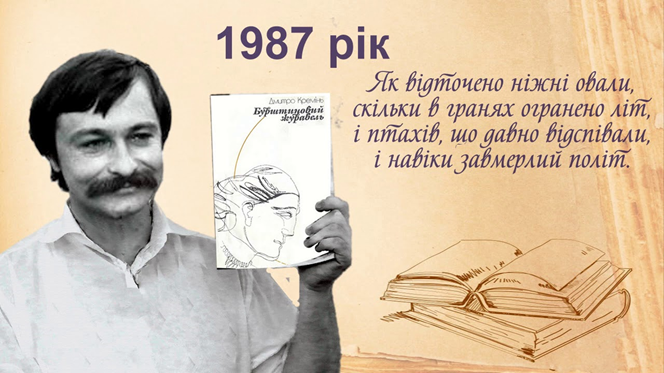 1987 рік
Дмитро Кремінь
Бурштиновий
журавель
Як відточено ніжні овали,
скільки в гранях огранено літ,
і птахів, що давно відспівали,
і навіки завмерлий політ.